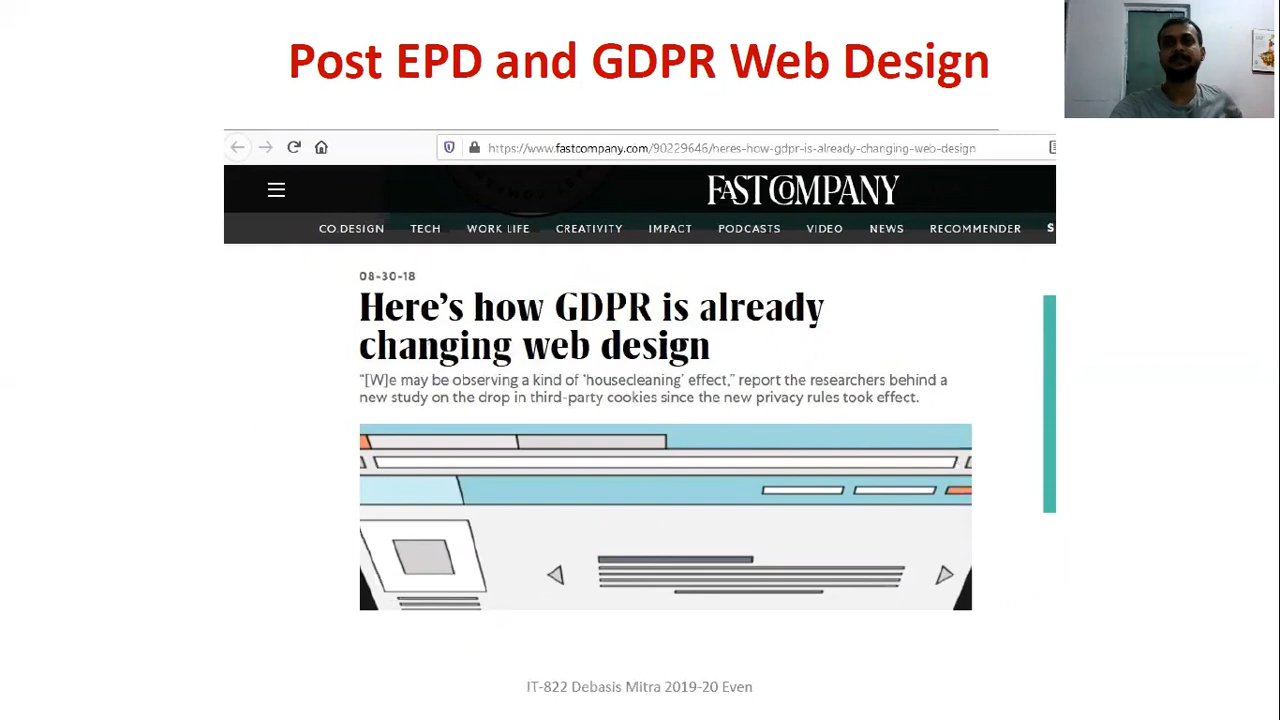 Post EPD and GDPR Web Design
https://www.fastcompany.com/90229646/heres-how-gdpr-is-already-changing-web-design
FAST COMPANY
CO.DESIGN TECH WORK LIFE CREATIVITY IMPACT PODCASTS VIDEO NEWS RECOMMENDER S
08-30-18
Here's how GDPR is already
changing web design
“[W]e may be observing a kind of ‘housecleaning’ effect,” report the researchers behind a
new study on the drop in third-party cookies since the new privacy rules took effect.
IT-822 Debasis Mitra 2019-20 Even